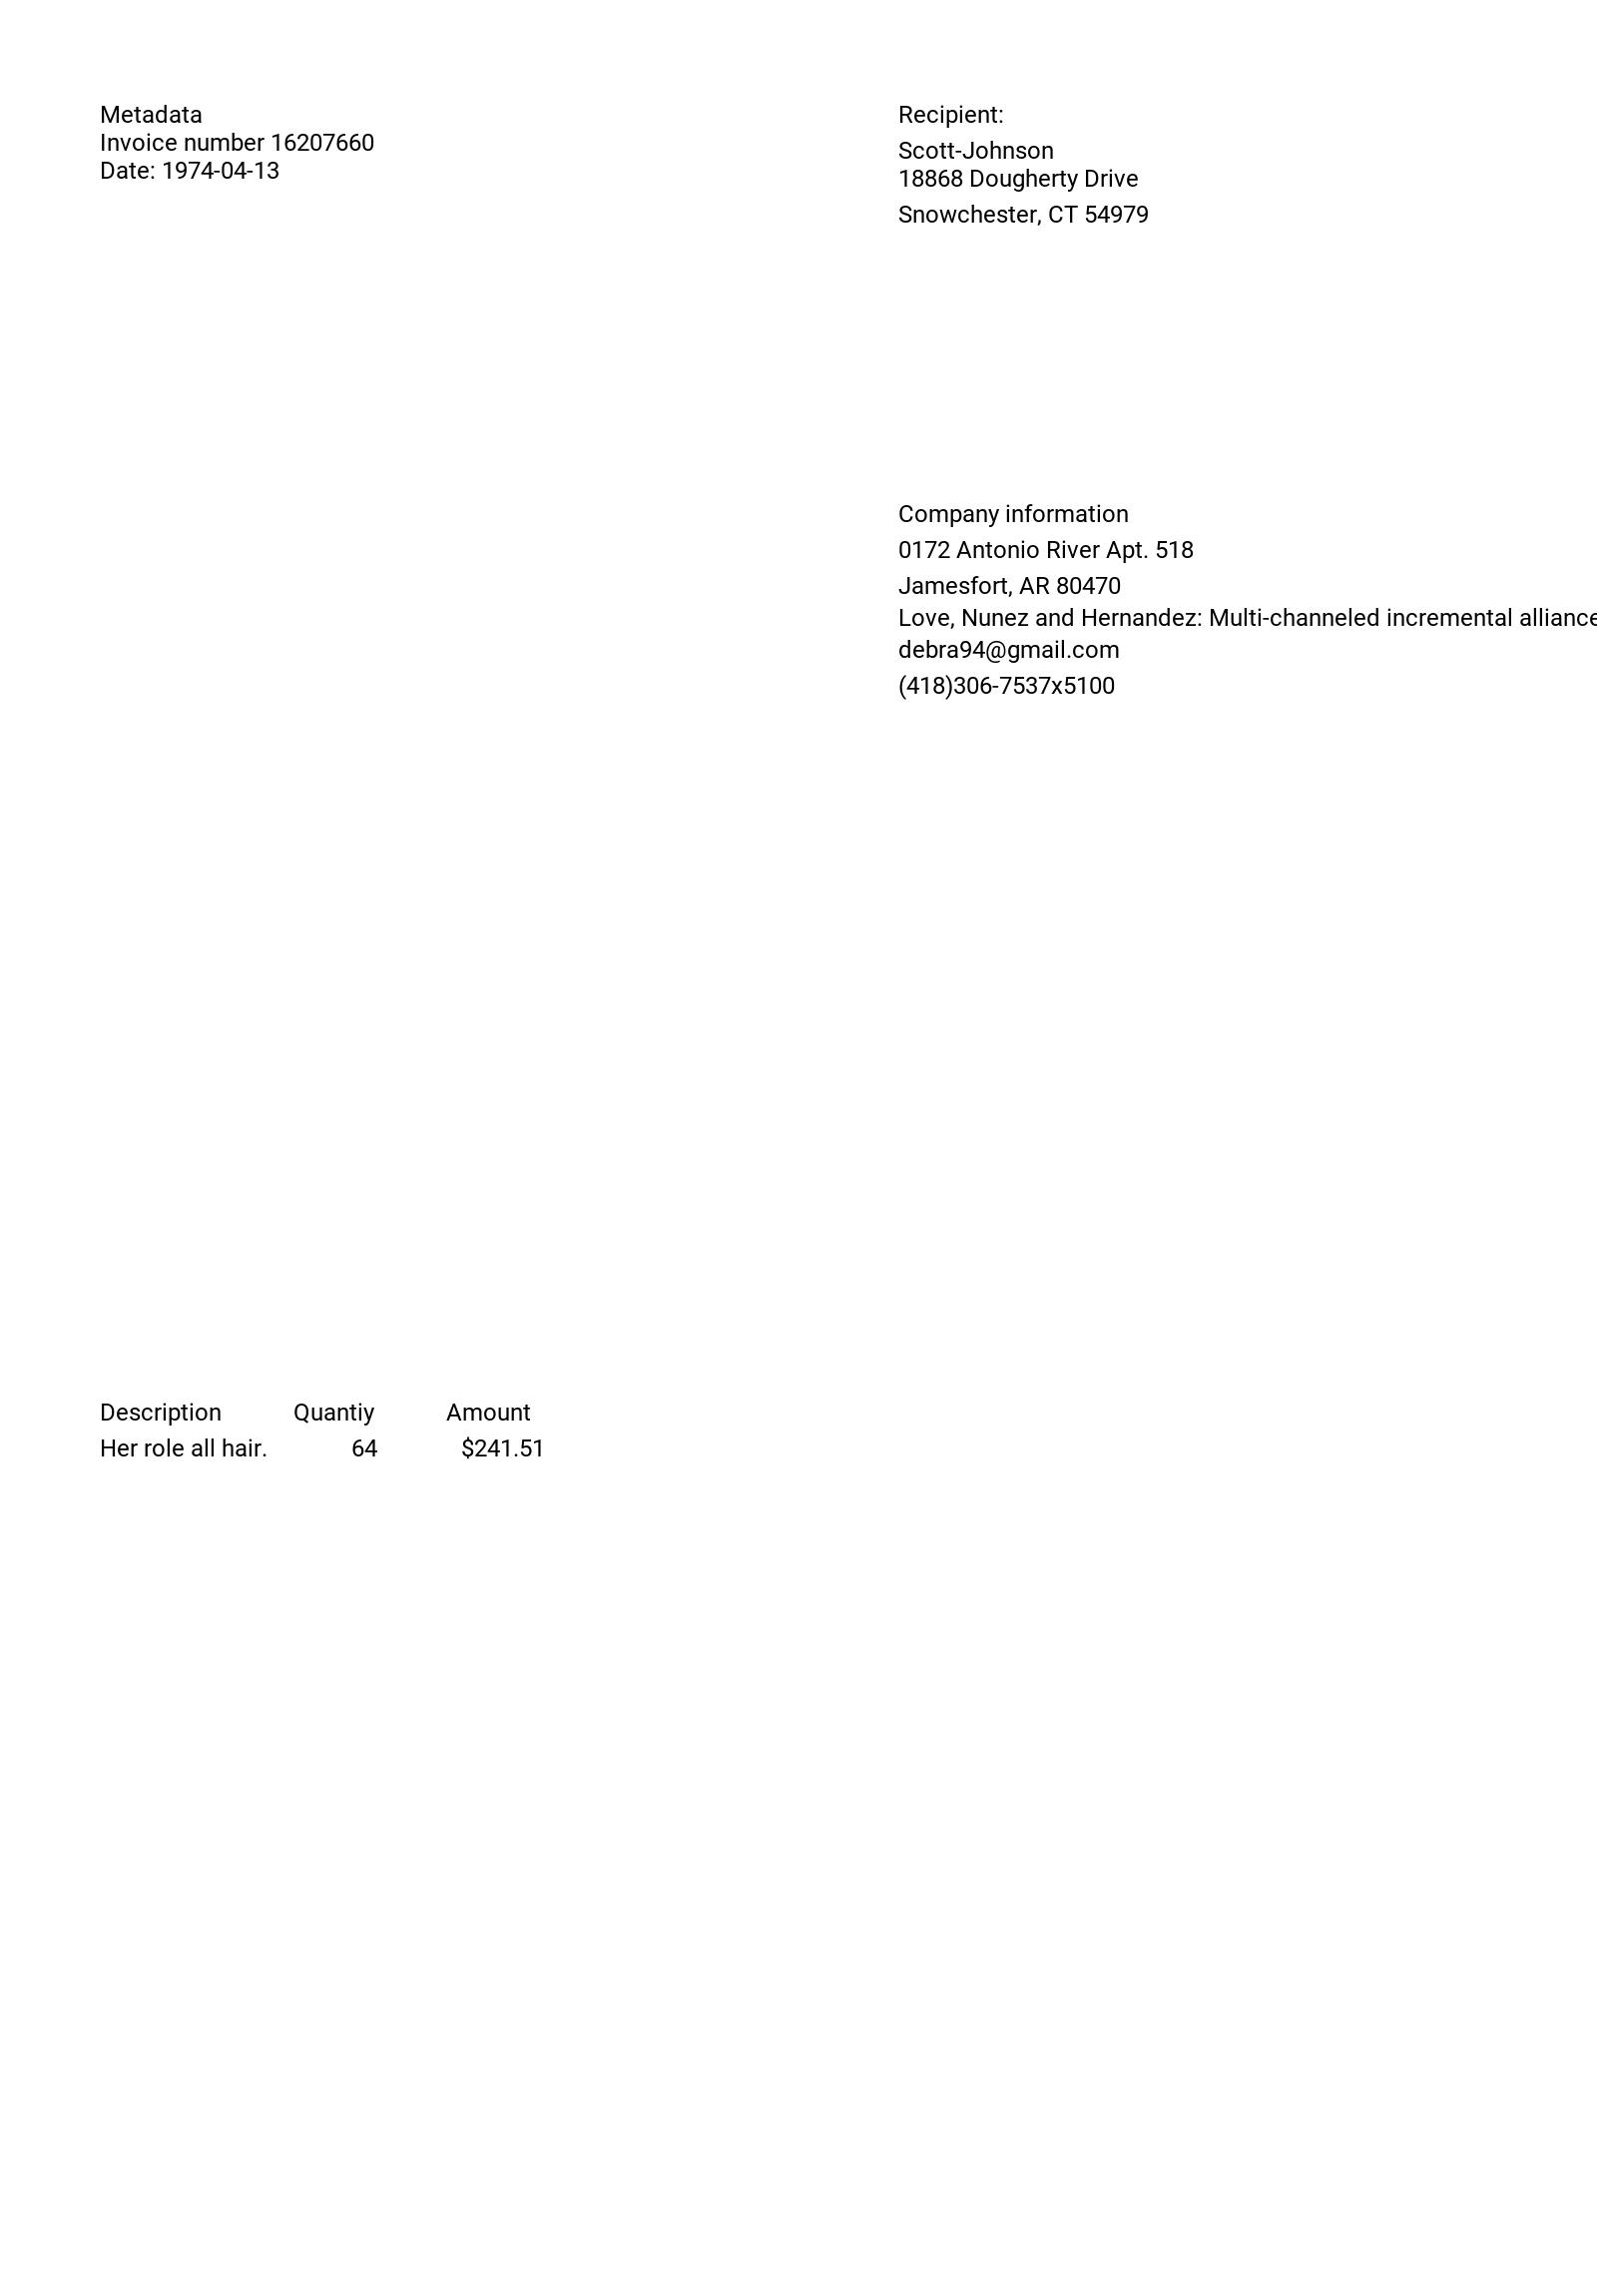 Metadata
Invoice number 16207660
Date: 1974-04-13
Recipient:
Scott-Johnson
18868 Dougherty Drive
Snowchester, CT 54979
Company information
0172 Antonio River Apt. 518
Jamesfort, AR 80470
Love, Nunez and Hernandez: Multi-channeled incremental alliance
debra94@gmail.com
(418)306-7537x5100
Description Quantiy Amount
Her role all hair. 64 $241.51